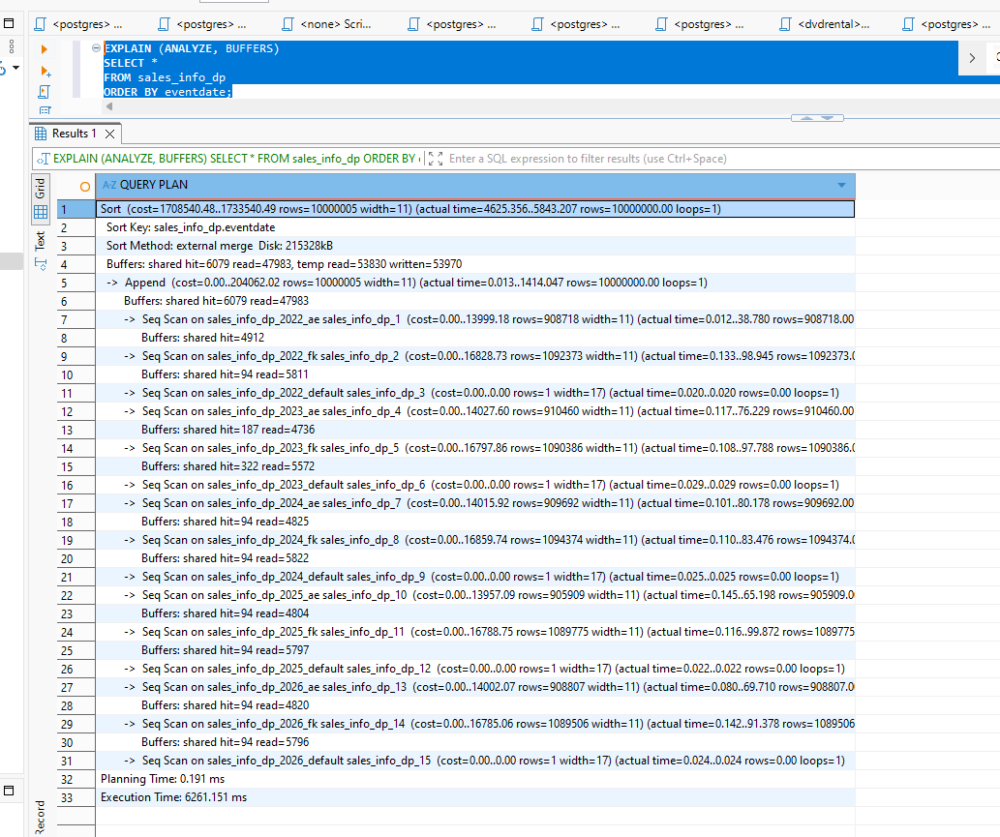 <postgres> ...
<postgres> ...
<none> Scri...
<postgres> ...
<postgres> ...
<postgres> ...
<dvdrental>...
<postgres> ...
EXPLAIN (ANALYZE, BUFFERS)
SELECT *
FROM sales_info_dp
ORDER BY eventdate;
Results 1
EXPLAIN (ANALYZE, BUFFERS) SELECT * FROM sales_info_dp ORDER BY
Enter a SQL expression to filter results (use Ctrl+Space)
Grid
Text
Record
A-Z QUERY PLAN
1 Sort (cost=1708540.48..1733540.49 rows=10000005 width=11) (actual time=4625.356..5843.207 rows=10000000.00 loops=1)
2 Sort Key: sales_info_dp.eventdate
3 Sort Method: external merge Disk: 215328kB
4 Buffers: shared hit=6079 read=47983, temp read=53830 written=53970
5 -> Append (cost=0.00..204062.02 rows=10000005 width=11) (actual time=0.013..1414.047 rows=10000000.00 loops=1)
6 Buffers: shared hit=6079 read=47983
7 -> Seq Scan on sales_info_dp_2022_ae sales_info_dp_1 (cost=0.00..13999.18 rows=908718 width=11) (actual time=0.012..38.780 rows=908718.00
8 Buffers: shared hit=4912
9 -> Seq Scan on sales_info_dp_2022_fk sales_info_dp_2 (cost=0.00..16828.73 rows=1092373 width=11) (actual time=0.133..98.945 rows=1092373.0
10 Buffers: shared hit=94 read=5811
11 -> Seq Scan on sales_info_dp_2022_default sales_info_dp_3 (cost=0.00..0.00 rows=1 width=17) (actual time=0.020..0.020 rows=0.00 loops=1)
12 -> Seq Scan on sales_info_dp_2023_ae sales_info_dp_4 (cost=0.00..14027.60 rows=910460 width=11) (actual time=0.117..76.229 rows=910460.00
13 Buffers: shared hit=187 read=4736
14 -> Seq Scan on sales_info_dp_2023_fk sales_info_dp_5 (cost=0.00..16797.86 rows=1090386 width=11) (actual time=0.108..97.788 rows=1090386.0
15 Buffers: shared hit=322 read=5572
16 -> Seq Scan on sales_info_dp_2023_default sales_info_dp_6 (cost=0.00..0.00 rows=1 width=17) (actual time=0.029..0.029 rows=0.00 loops=1)
17 -> Seq Scan on sales_info_dp_2024_ae sales_info_dp_7 (cost=0.00..14015.92 rows=909692 width=11) (actual time=0.101..80.178 rows=909692.00
18 Buffers: shared hit=94 read=4825
19 -> Seq Scan on sales_info_dp_2024_fk sales_info_dp_8 (cost=0.00..16859.74 rows=1094374 width=11) (actual time=0.110..83.476 rows=1094374.0
20 Buffers: shared hit=94 read=5822
21 -> Seq Scan on sales_info_dp_2024_default sales_info_dp_9 (cost=0.00..0.00 rows=1 width=17) (actual time=0.025..0.025 rows=0.00 loops=1)
22 -> Seq Scan on sales_info_dp_2025_ae sales_info_dp_10 (cost=0.00..13957.09 rows=905909 width=11) (actual time=0.145..65.198 rows=905909.0
23 Buffers: shared hit=94 read=4804
24 -> Seq Scan on sales_info_dp_2025_fk sales_info_dp_11 (cost=0.00..16788.75 rows=1089775 width=11) (actual time=0.116..99.872 rows=1089775
25 Buffers: shared hit=94 read=5797
26 -> Seq Scan on sales_info_dp_2025_default sales_info_dp_12 (cost=0.00..0.00 rows=1 width=17) (actual time=0.022..0.022 rows=0.00 loops=1)
27 -> Seq Scan on sales_info_dp_2026_ae sales_info_dp_13 (cost=0.00..14002.07 rows=908807 width=11) (actual time=0.080..69.710 rows=908807.0
28 Buffers: shared hit=94 read=4820
29 -> Seq Scan on sales_info_dp_2026_fk sales_info_dp_14 (cost=0.00..16785.06 rows=1089506 width=11) (actual time=0.142..91.378 rows=1089506
30 Buffers: shared hit=94 read=5796
31 -> Seq Scan on sales_info_dp_2026_default sales_info_dp_15 (cost=0.00..0.00 rows=1 width=17) (actual time=0.024..0.024 rows=0.00 loops=1)
32 Planning Time: 0.191 ms
33 Execution Time: 6261.151 ms